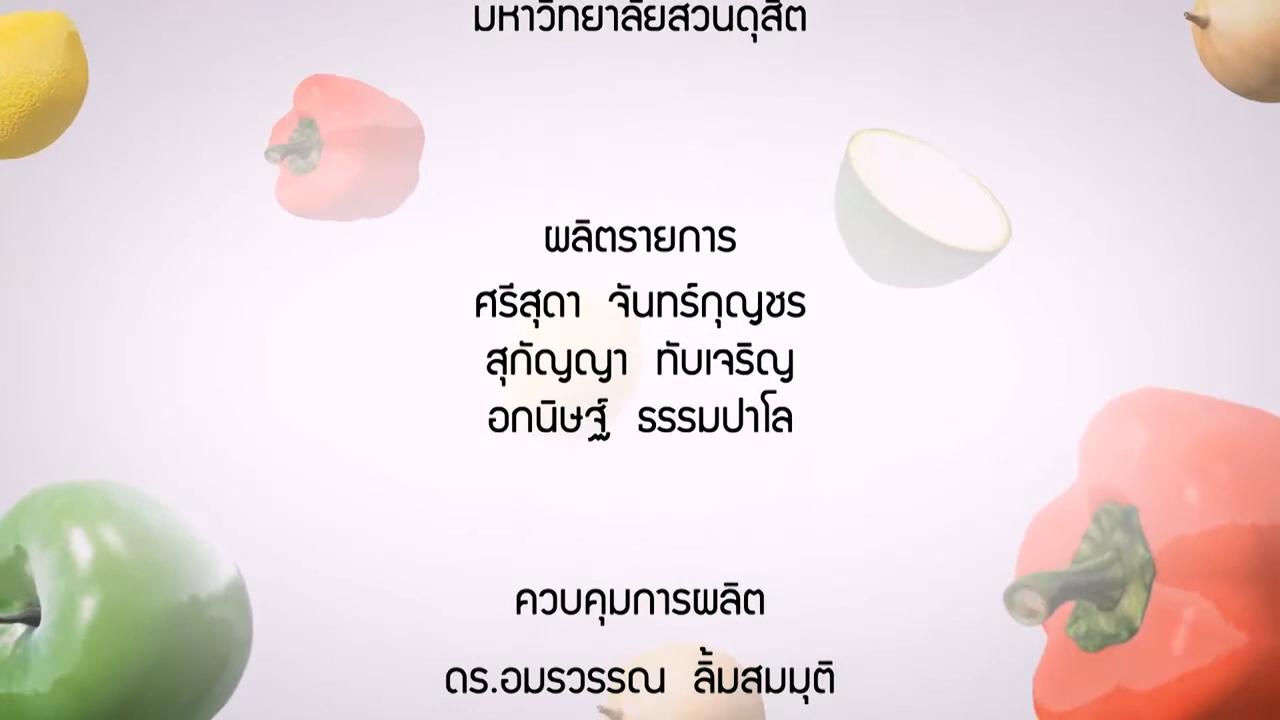 มหาวิทยาลัยสวนดุสิต
ผลิตรายการ
ศรีสุดา จันทร์กุญชร
สุกัญญา ทับเจริญ
อกนิษฐ์ ธรรมปาโล
ควบคุมการผลิต
ดร.อมรวรรณ ลิ้มสมมุติ